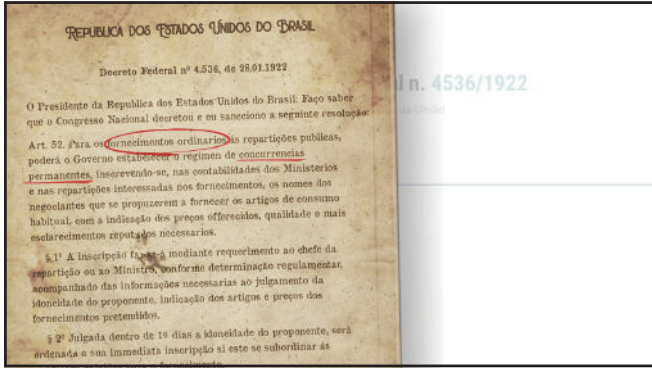 REPUBLICA DOS ESTADOS UNIDOS DO BRASIL
Decreto Federal nº 4.536, de 28.01.1922
l n. 4536/1922
da União
O Presidente da Republica dos Estados Unidos do Brasil: Faço saber
que o Congresso Nacional decretou e eu sancciono a seguinte resolução:
Art. 52. Para os fornecimentos ordinarios ás repartições publicas,
poderá o Governo estabelecer o regimen de concurrencias
permanentes, inscrevendo-se, nas contabilidades dos Ministerios
e nas repartições interessadas nos fornecimentos, os nomes dos
negociantes que se propuzerem a fornecer os artigos de consumo
habitual, com a indicação dos preços offerecidos, qualidade e mais
esclarecimentos reputados necessarios.
§ 1º A inscripção far-se-á mediante requerimento ao chefe da
repartição ou ao Ministro, conforme determinação regulamentar,
acompanhado das informações necessarias ao julgamento da
idoneidade do proponente, indicação dos artigos e preços dos
fornecimentos pretendidos.
§ 2º Julgada dentro de 10 dias a idoneidade do proponente, será
ordenada a sua immediata inscripção si este se subordinar ás